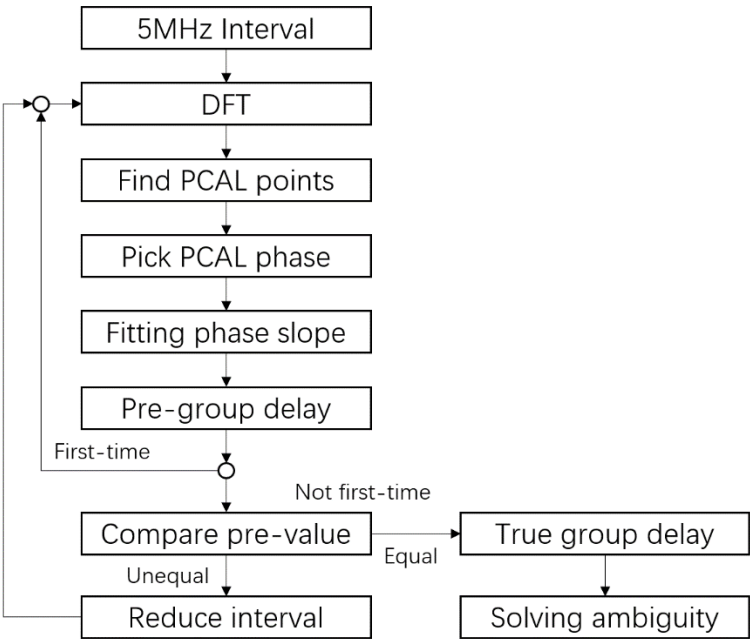 5MHz Interval
DFT
Find PCAL points
Pick PCAL phase
Fitting phase slope
Pre-group delay
First-time
Not first-time
Compare pre-value
Equal
True group delay
Unequal
Reduce interval
Solving ambiguity